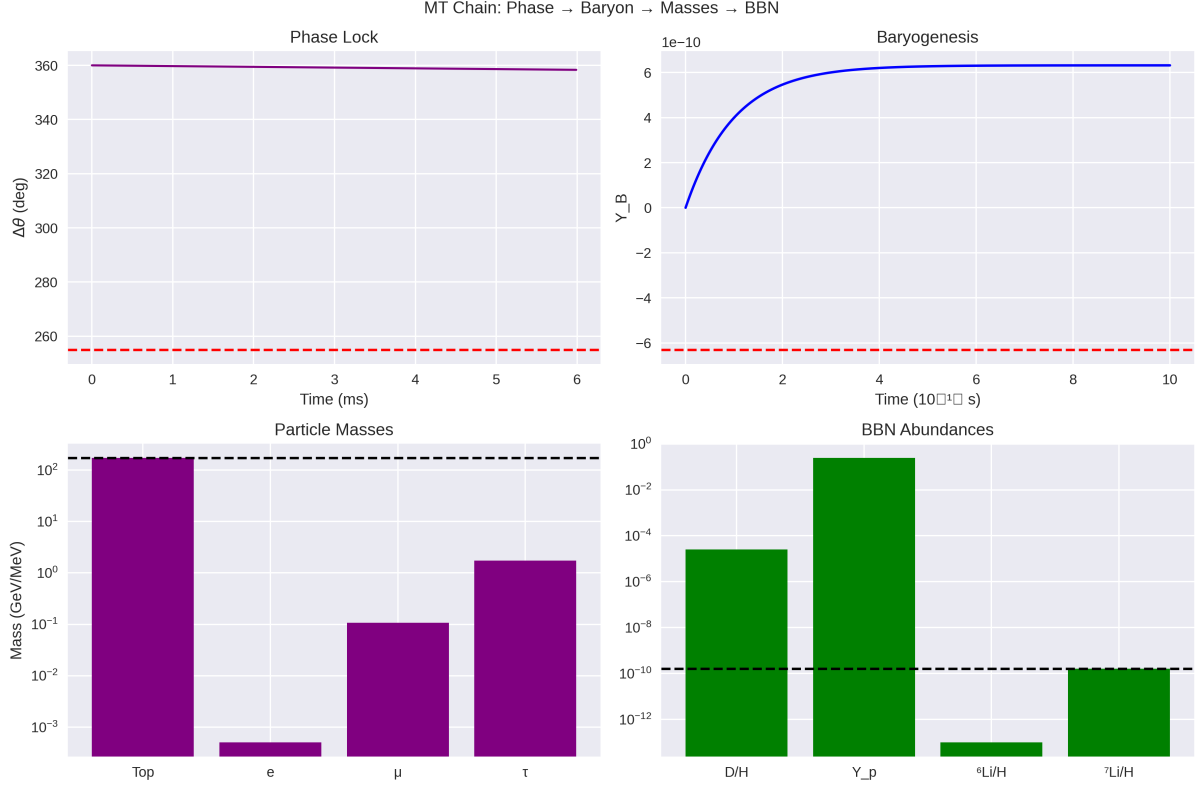 MT Chain: Phase → Baryon → Masses → BBN
Phase Lock
Δθ (deg)
360
340
320
300
280
260
0 1 2 3 4 5 6
Time (ms)
Baryogenesis
1e−10
Y_B
6
4
2
0
−2
−4
−6
0 2 4 6 8 10
Time (10□¹□ s)
Particle Masses
Mass (GeV/MeV)
10²
10¹
10⁰
10⁻¹
10⁻²
10⁻³
Top e μ τ
BBN Abundances
10⁰
10⁻²
10⁻⁴
10⁻⁶
10⁻⁸
10⁻¹⁰
10⁻¹²
D/H Y_p ⁶Li/H ⁷Li/H